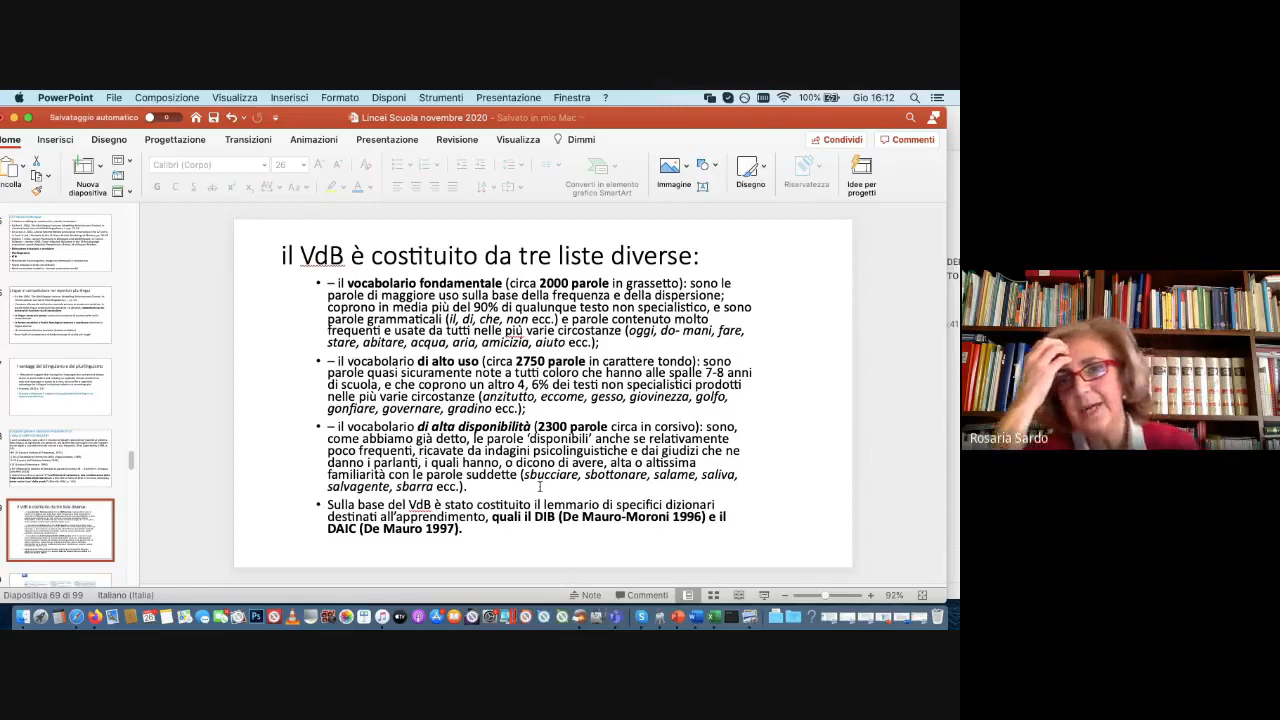 PowerPoint File Composizione Visualizza Inserisci Formato Disponi Strumenti Presentazione Finestra ? 100% Gio 16:12
Salvataggio automatico Lincei Scuola novembre 2020 - Salvato in mio Mac
Home Inserisci Disegno Progettazione Transizioni Animazioni Presentazione Revisione Visualizza Dimmi Condividi Commenti
Calibri (Corpo) 26
Nuova
diapositiva
Converti in elemento
grafico SmartArt
Immagine
Disegno
Riservatezza
Idee per
progetti
il VdB è costituito da tre liste diverse:
• – il vocabolario fondamentale (circa 2000 parole in grassetto): sono le
parole di maggiore uso sulla base della frequenza e della dispersione;
coprono in media più del 90% di qualunque testo non specialistico, e sono
parole grammaticali (il, di, che, non ecc.) e parole contenuto molto
frequenti e usate da tutti nelle più varie circostanze (oggi, do- mani, fare,
stare, abitare, acqua, aria, amicizia, aiuto ecc.);
• – il vocabolario di alto uso (circa 2750 parole in carattere tondo): sono
parole quasi sicuramente note a tutti coloro che hanno alle spalle 7-8 anni
di scuola, e che coprono un altro 4, 6% dei testi non specialistici prodotti
nelle più varie circostanze (anzitutto, eccome, gesso, giovinezza, golfo,
gonfiare, governare, gradino ecc.);
• – il vocabolario di alta disponibilità (2300 parole circa in corsivo): sono,
come abbiamo già detto, parole ‘disponibili’ anche se relativamente
poco frequenti, ricavate da indagini psicolinguistiche e dai giudizi che ne
danno i parlanti, i quali hanno, o dicono di avere, alta o altissima
familiarità con le parole suddette (sbucciare, sbottonare, salame, saliva,
salvagente, sbarra ecc.).
• Sulla base del VdB è stato definito il lemmario di specifici dizionari
destinati all’apprendimento, quali il DIB (De Mauro-Moroni 1996) e il
DAIC (De Mauro 1997).
Rosaria Sardo
Diapositiva 69 di 99 Italiano (Italia) Note Commenti 92%